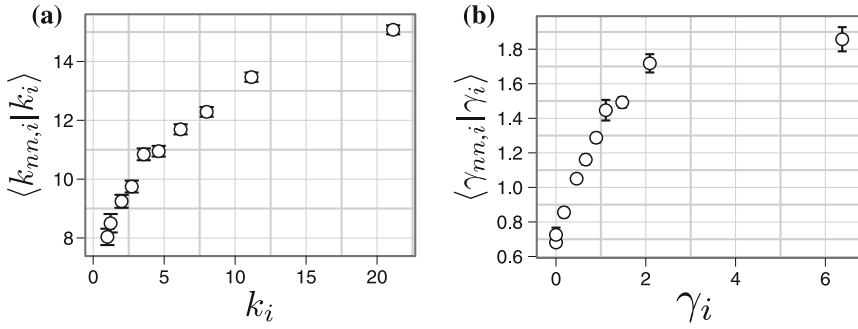 (a)
⟨k_{nn,i}|k_i⟩
14
12
10
8
0 5 10 15 20
k_i
(b)
⟨γ_{nn,i}|γ_i⟩
1.8
1.6
1.4
1.2
1.0
0.8
0.6
0 2 4 6
γ_i